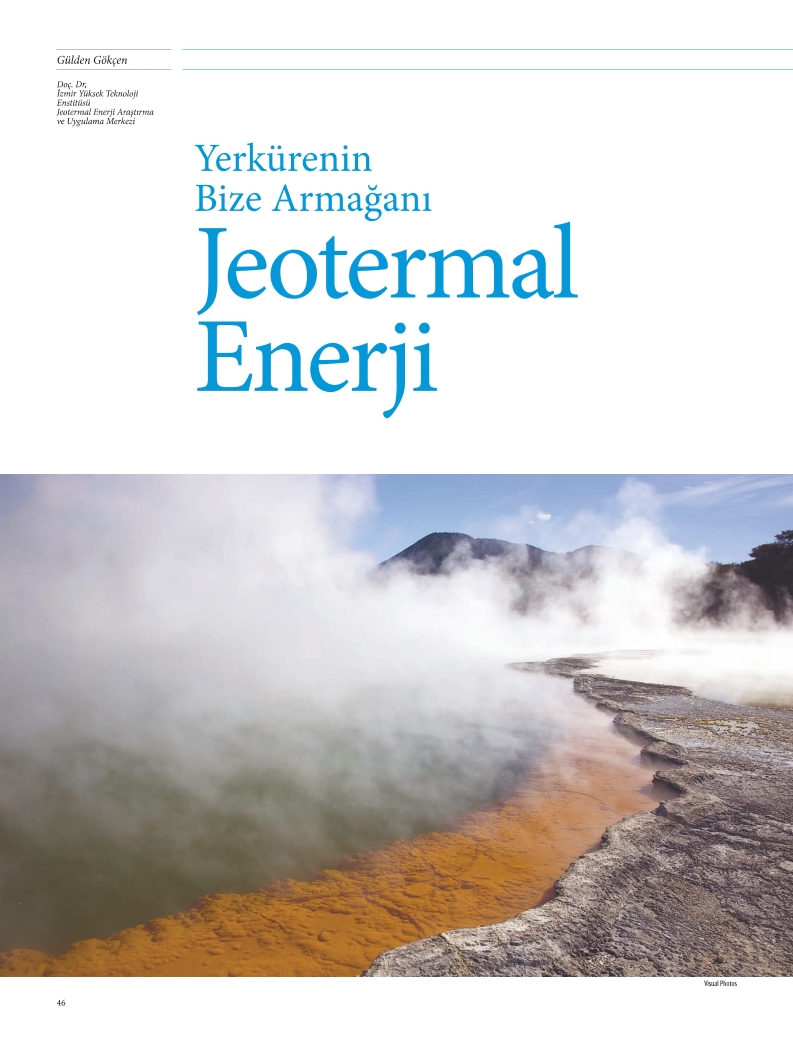 Gülden Gökçen
Doç. Dr,
İzmir Yüksek Teknoloji
Enstitüsü
Jeotermal Enerji Araştırma
ve Uygulama Merkezi
Yerkürenin
Bize Armağanı
Jeotermal
Enerji
Visual Photos
46